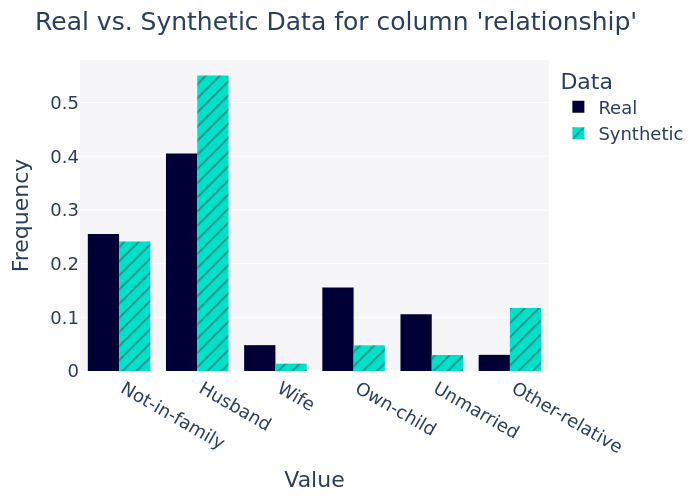 Real vs. Synthetic Data for column 'relationship'
Data
Real
Synthetic
Frequency
0.5
0.4
0.3
0.2
0.1
0
Not-in-family
Husband
Wife
Own-child
Unmarried
Other-relative
Value